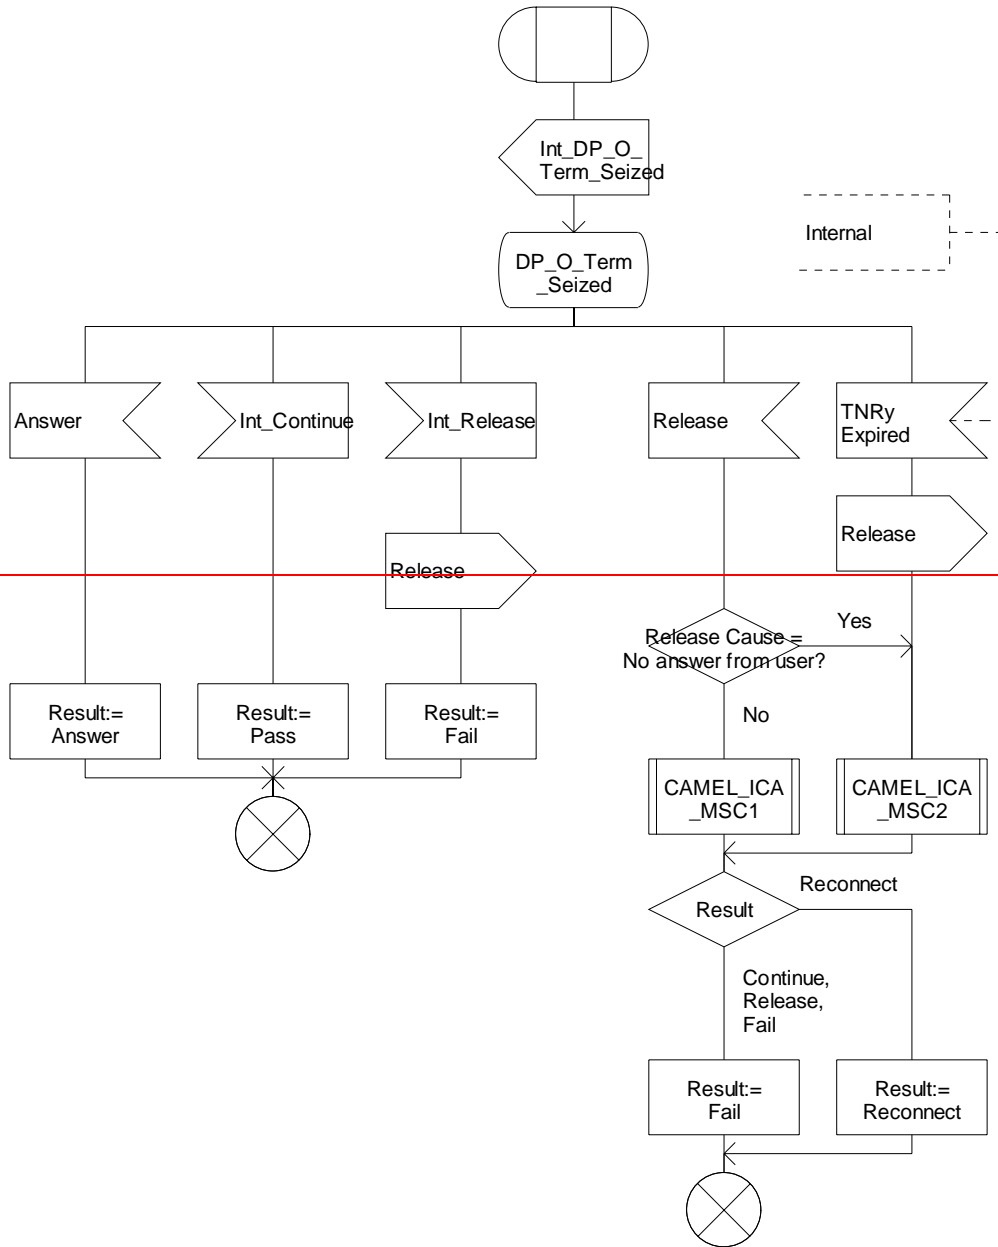 Int_DP_O_
Term_Seized
Internal
DP_O_Term
_Seized
Answer
Int_Continue
Int_Release
Release
TNRy
Expired
Release
Release
Release Cause =
No answer from user?
Yes
No
Result:=
Answer
Result:=
Pass
Result:=
Fail
CAMEL_ICA
_MSC1
CAMEL_ICA
_MSC2
Reconnect
Result
Continue,
Release,
Fail
Result:=
Fail
Result:=
Reconnect